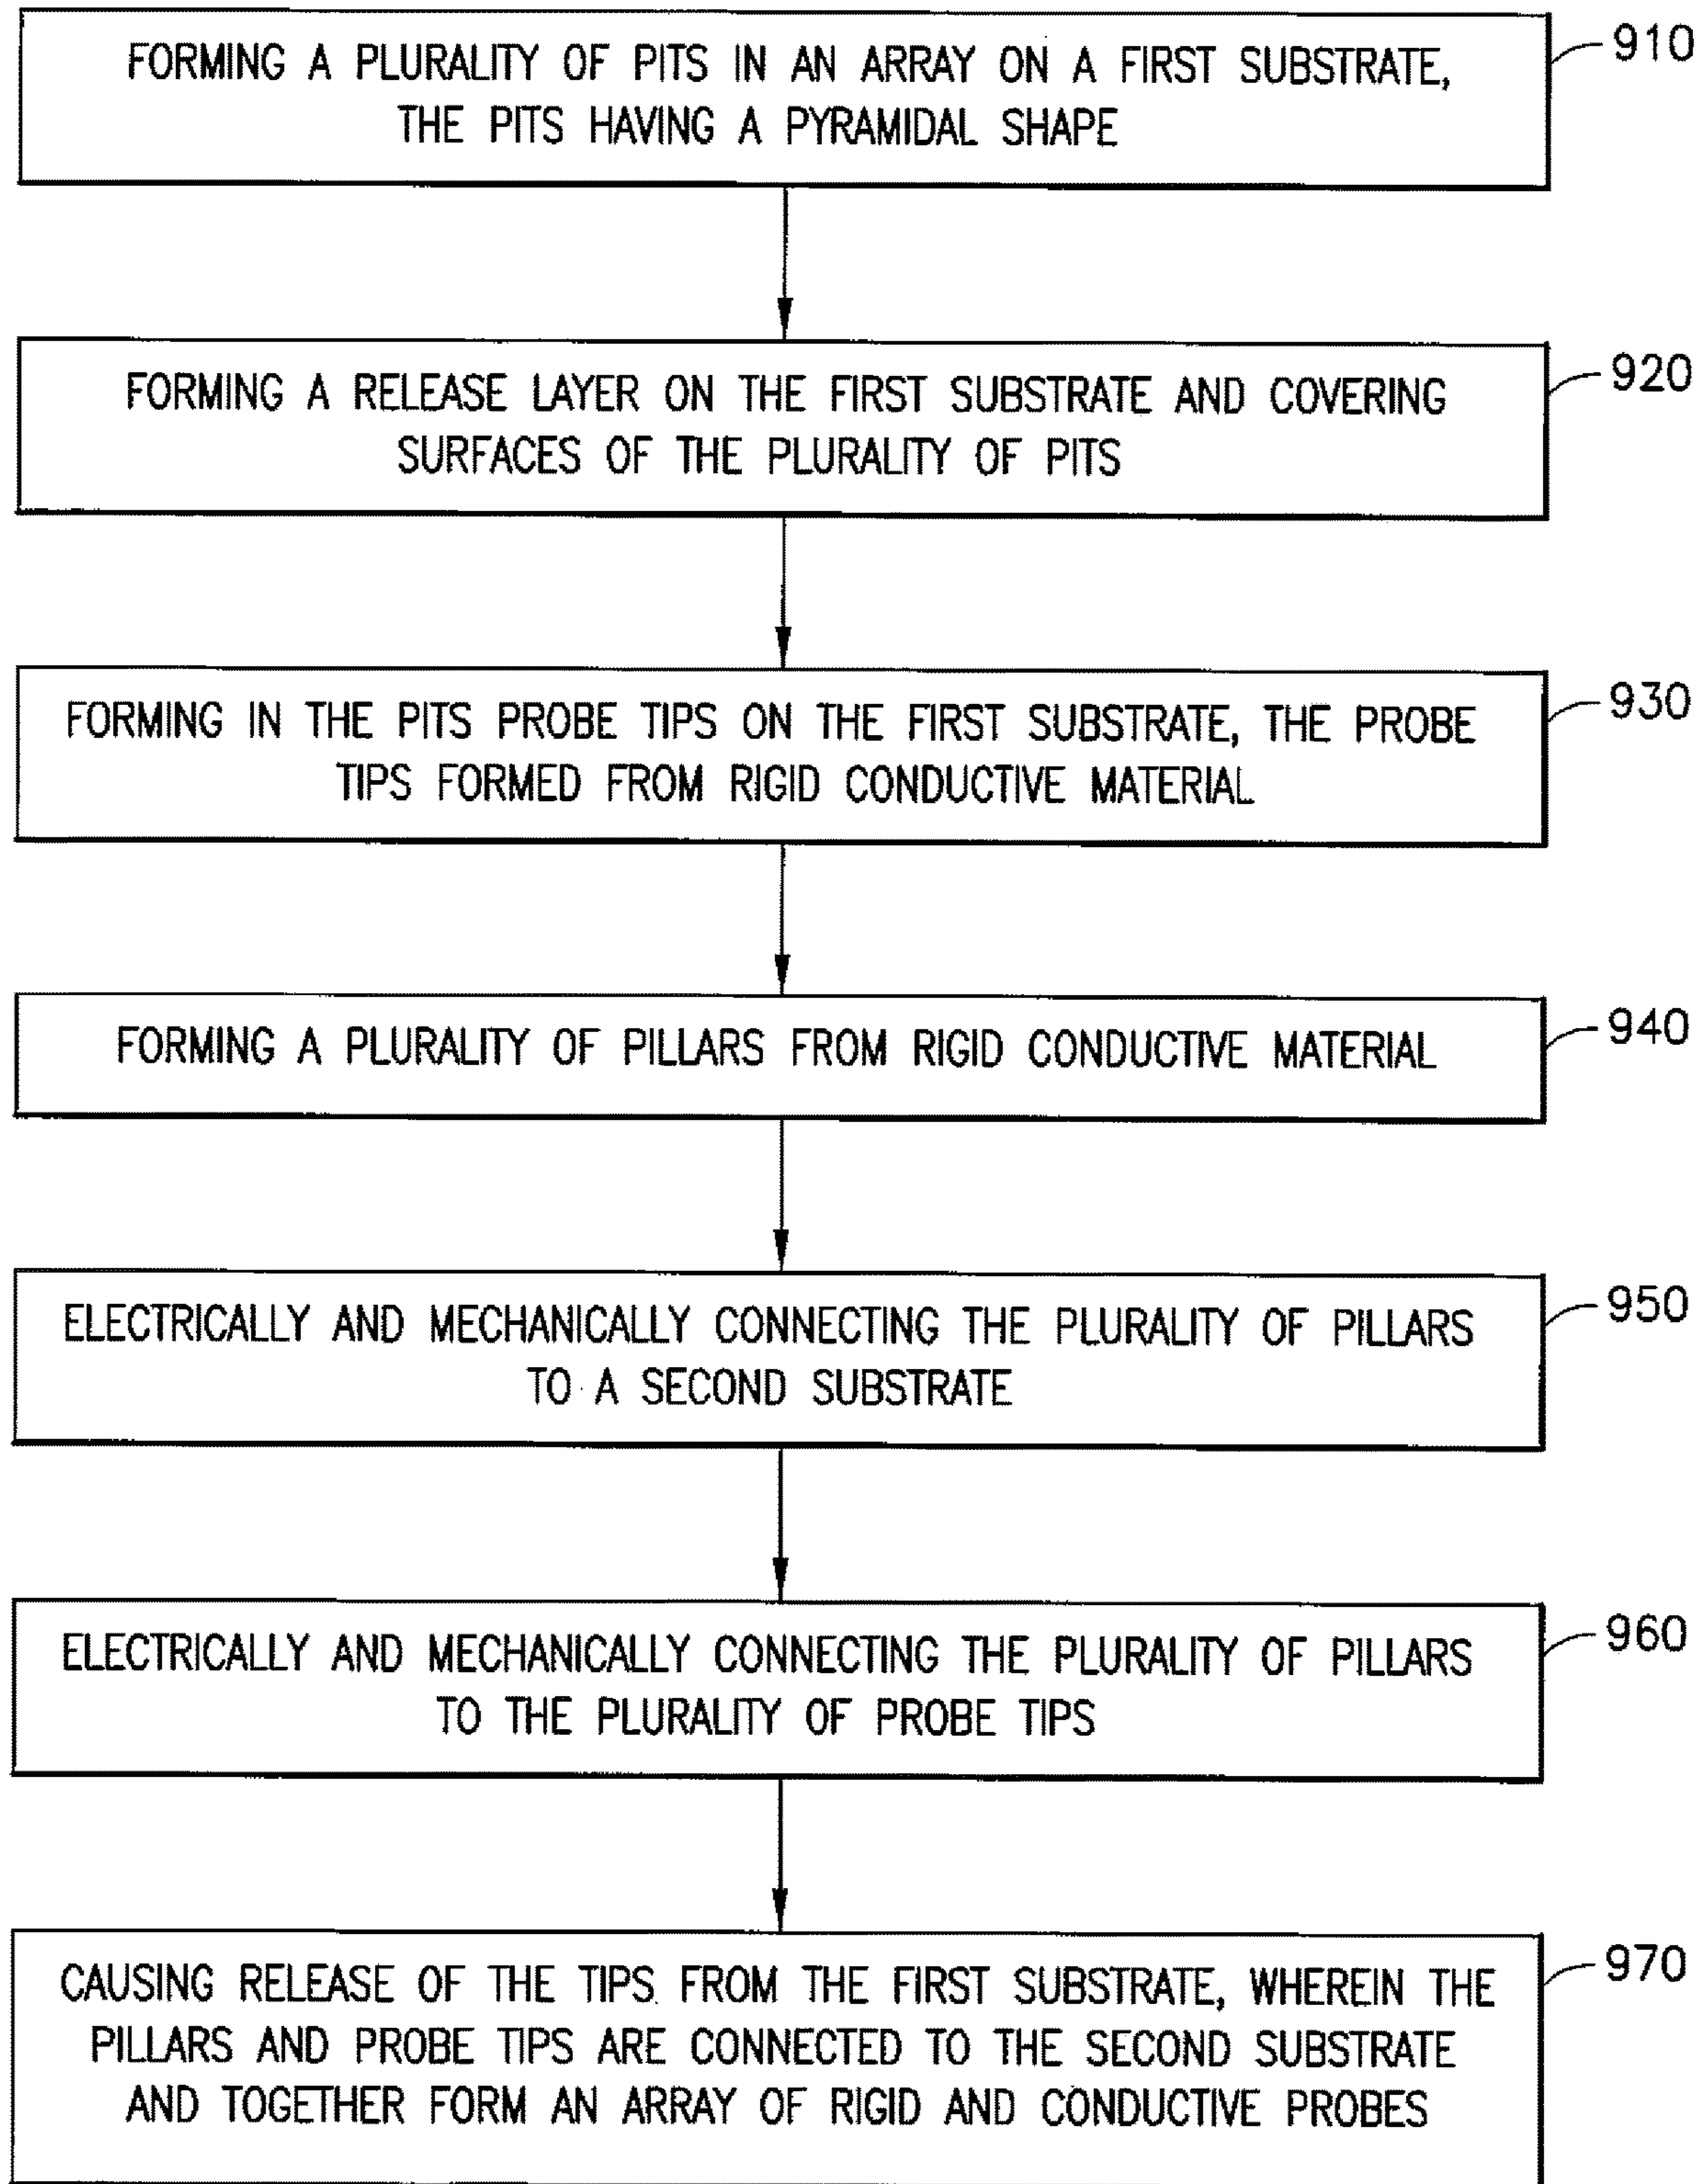 FORMING A PLURALITY OF PITS IN AN ARRAY ON A FIRST SUBSTRATE,
THE PITS HAVING A PYRAMIDAL SHAPE
910
FORMING A RELEASE LAYER ON THE FIRST SUBSTRATE AND COVERING
SURFACES OF THE PLURALITY OF PITS
920
FORMING IN THE PITS PROBE TIPS ON THE FIRST SUBSTRATE, THE PROBE
TIPS FORMED FROM RIGID CONDUCTIVE MATERIAL
930
FORMING A PLURALITY OF PILLARS FROM RIGID CONDUCTIVE MATERIAL
940
ELECTRICALLY AND MECHANICALLY CONNECTING THE PLURALITY OF PILLARS
TO A SECOND SUBSTRATE
950
ELECTRICALLY AND MECHANICALLY CONNECTING THE PLURALITY OF PILLARS
TO THE PLURALITY OF PROBE TIPS
960
CAUSING RELEASE OF THE TIPS FROM THE FIRST SUBSTRATE, WHEREIN THE
PILLARS AND PROBE TIPS ARE CONNECTED TO THE SECOND SUBSTRATE
AND TOGETHER FORM AN ARRAY OF RIGID AND CONDUCTIVE PROBES
970